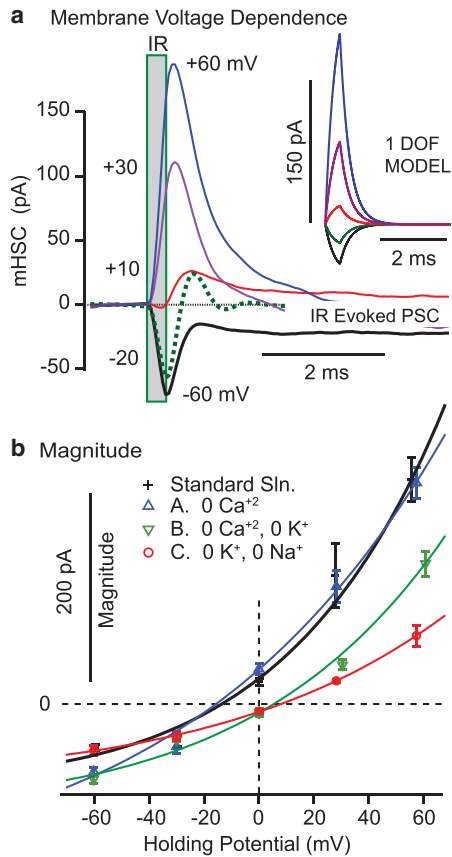 a Membrane Voltage Dependence
IR
+60 mV
150
100
50
0
-50
mHSC (pA)
+30
+10
-20
-60 mV
150 pA
1 DOF
MODEL
2 ms
IR Evoked PSC
2 ms
b Magnitude
200 pA
Magnitude
Standard Sln.
A. 0 Ca+2
B. 0 Ca+2, 0 K+
C. 0 K+, 0 Na+
0
-60 -40 -20 0 20 40 60
Holding Potential (mV)